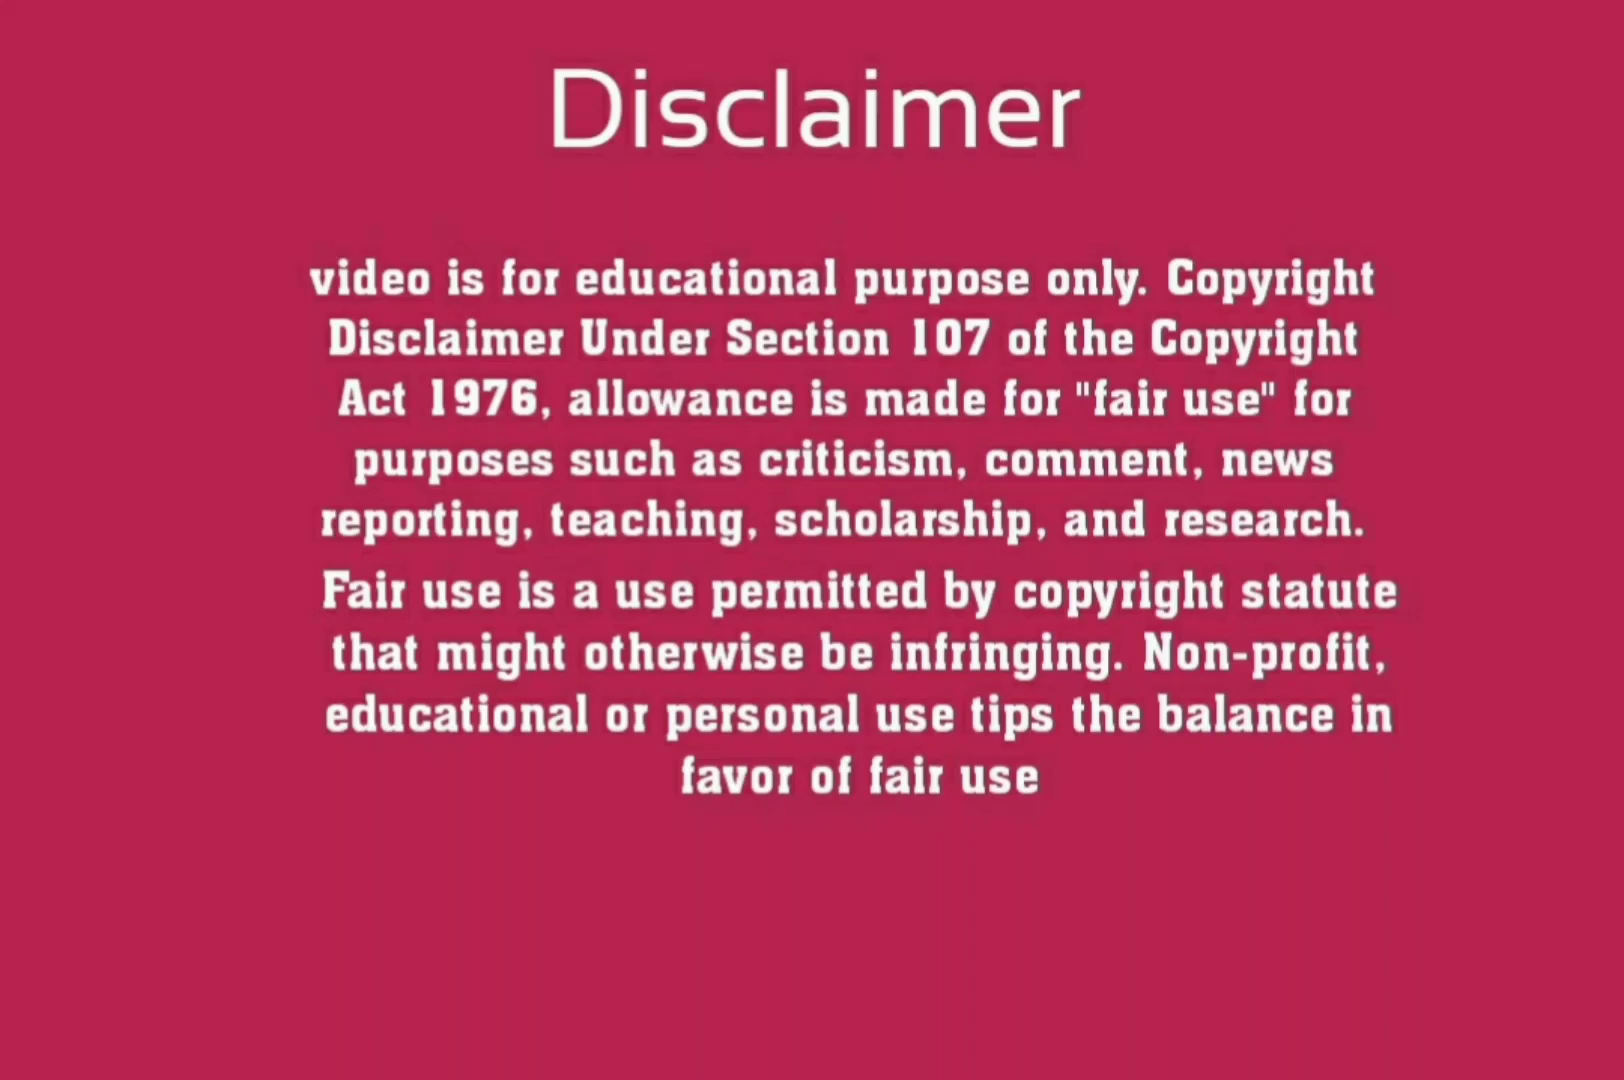 Disclaimer
video is for educational purpose only. Copyright
Disclaimer Under Section 107 of the Copyright
Act 1976, allowance is made for "fair use" for
purposes such as criticism, comment, news
reporting, teaching, scholarship, and research.
Fair use is a use permitted by copyright statute
that might otherwise be infringing. Non-profit,
educational or personal use tips the balance in
favor of fair use